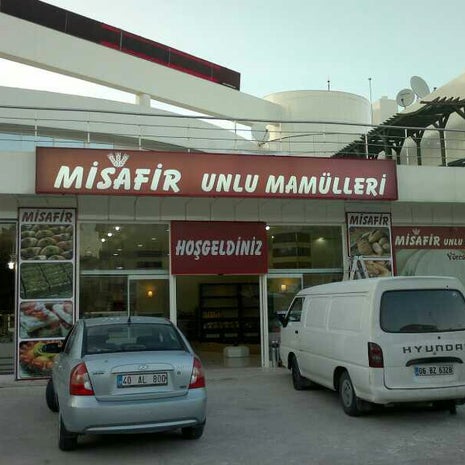 MİSAFİR UNLU MAMÜLLERİ
MİSAFİR
HOŞGELDİNİZ
MİSAFİR
MİSAFİR UNLU
HYUNDAI
40 AL 800
06 BZ 6328